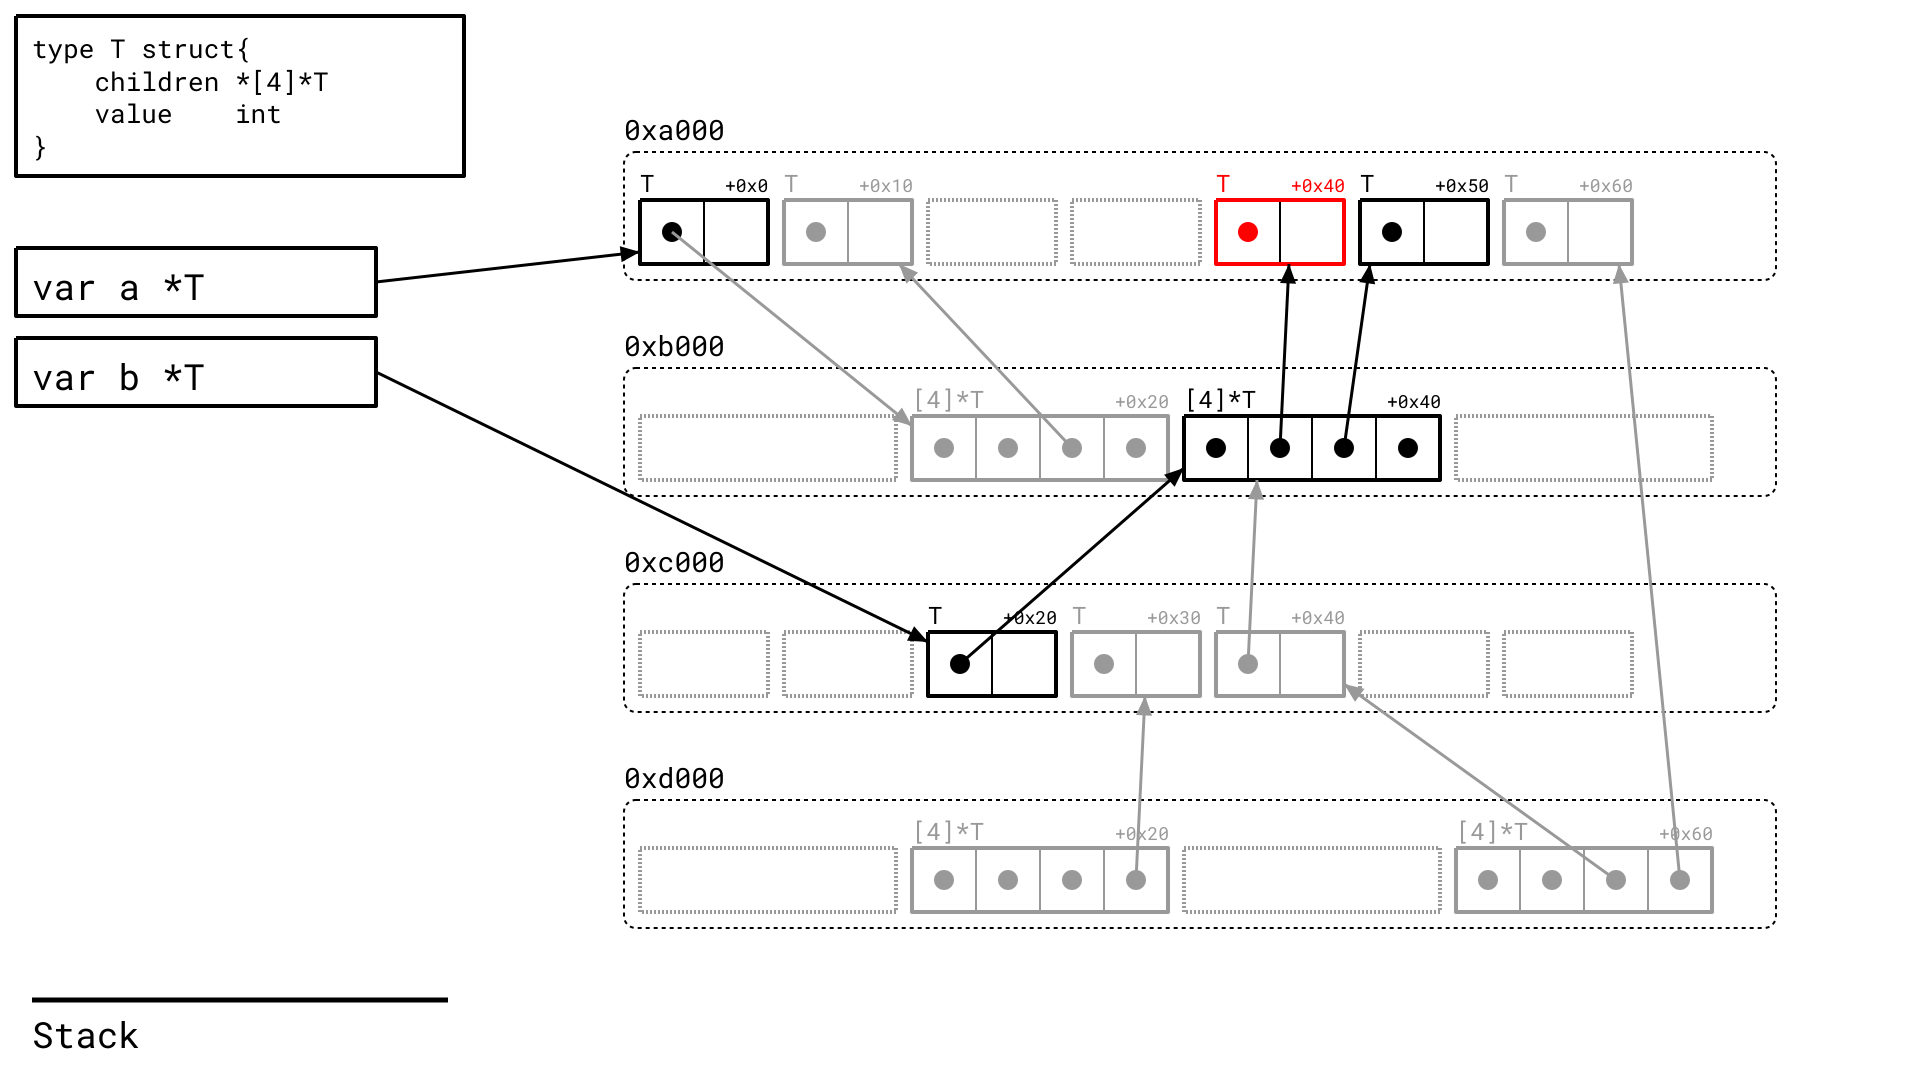 type T struct{
    children *[4]*T
    value    int
}
var a *T
var b *T
0xa000
T +0x0 T +0x10 T +0x40 T +0x50 T +0x60
0xb000
[4]*T +0x20 [4]*T +0x40
0xc000
T +0x20 T +0x30 T +0x40
0xd000
[4]*T +0x20 [4]*T +0x60
Stack